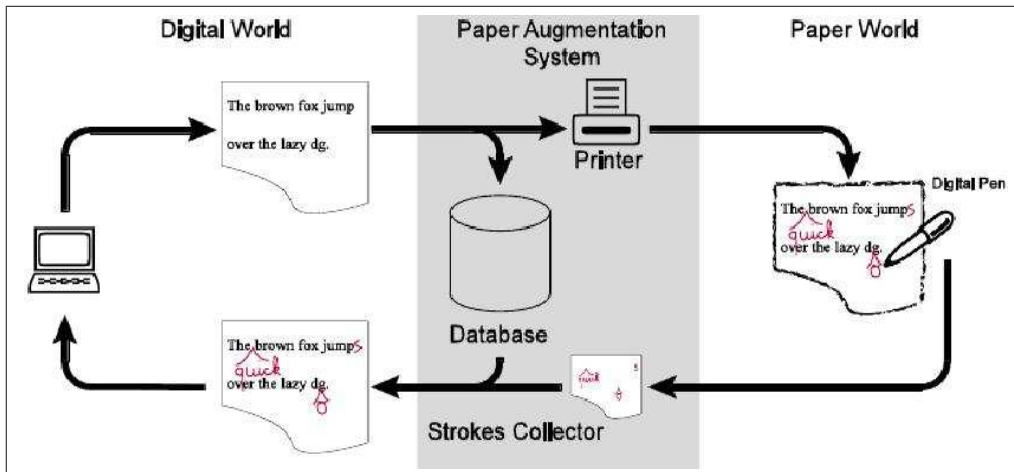 Digital World
Paper Augmentation
System
Paper World
The brown fox jump
over the lazy dg.
Printer
Digital Pen
The brown fox jumps
quick
over the lazy dg.
o
Database
The brown fox jumps
quick
over the lazy dg.
o
quick
s
o
Strokes Collector